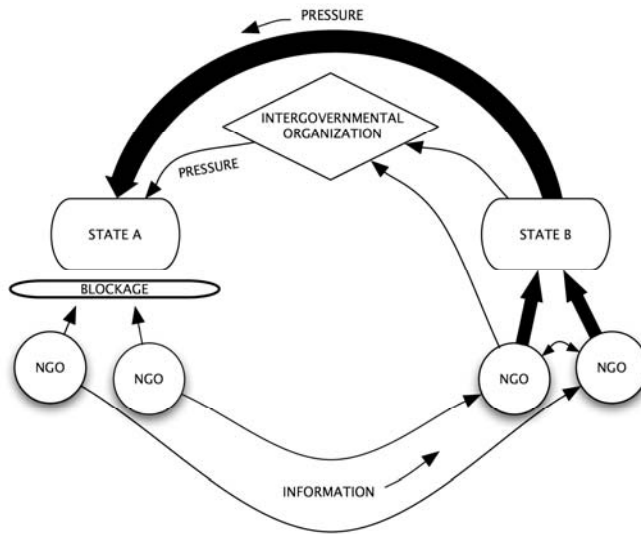 PRESSURE
INTERGOVERNMENTAL
ORGANIZATION
PRESSURE
STATE A
STATE B
BLOCKAGE
NGO
NGO
NGO
NGO
INFORMATION